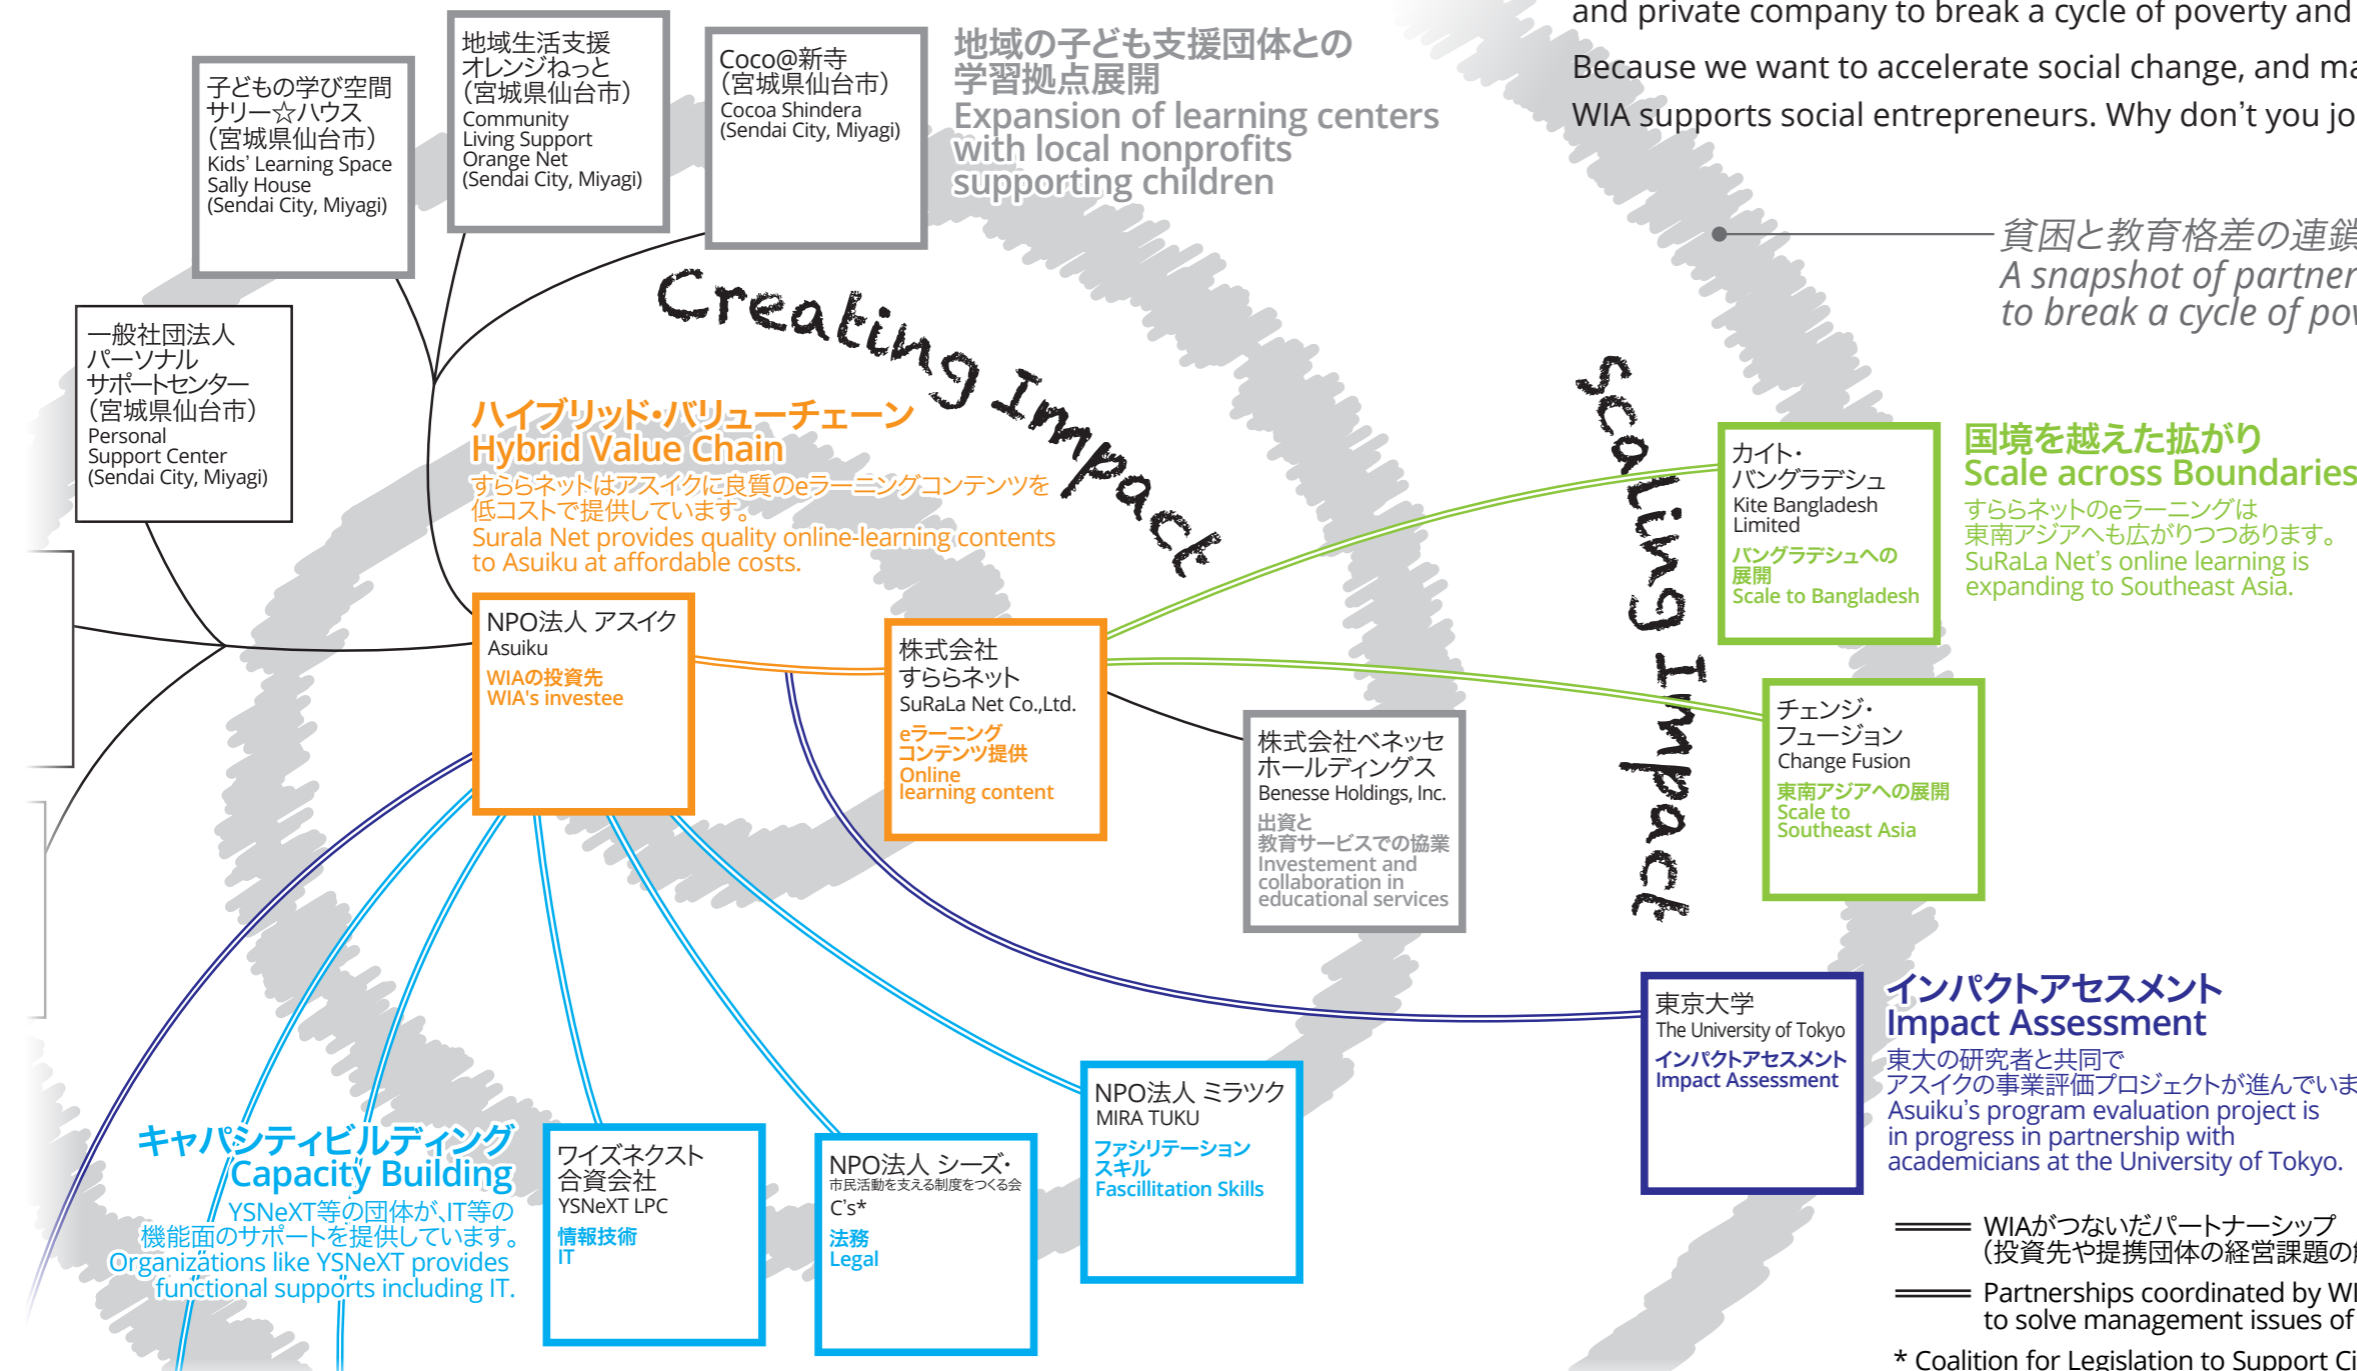 and private company to break a cycle of poverty and
Because we want to accelerate social change, and
WIA supports social entrepreneurs. Why don't you
貧困と教育格差の連鎖
A snapshot of
to break a cycle of
子どもの学び空間
サリー☆ハウス
（宮城県仙台市）
Kids' Learning Space
Sally House
(Sendai City, Miyagi)
地域生活支援
オレンジねっと
（宮城県仙台市）
Community
Living Support
Orange Net
(Sendai City, Miyagi)
Coco@新寺
（宮城県仙台市）
Cocoa Shindera
(Sendai City, Miyagi)
地域の子ども支援団体との
学習拠点展開
Expansion of learning centers
with local nonprofits
supporting children
一般社団法人
パーソナル
サポートセンター
（宮城県仙台市）
Personal
Support Center
(Sendai City, Miyagi)
Creating Impact
Scaling Impact
ハイブリッド・バリューチェーン
Hybrid Value Chain
すららネットはアスイクに良質のeラーニングコンテンツを
低コストで提供しています。
Surala Net provides quality online-learning contents
to Asuiku at affordable costs.
NPO法人 アスイク
Asuiku
WIAの投資先
WIA's investee
株式会社
すららネット
SuRaLa Net Co.,Ltd.
eラーニング
コンテンツ提供
Online
learning content
株式会社ベネッセ
ホールディングス
Benesse Holdings, Inc.
出資と
教育サービスでの協業
Investement and
collaboration in
educational services
カイト・
バングラデシュ
Kite Bangladesh
Limited
バングラデシュへの
展開
Scale to Bangladesh
国境を越えた拡がり
Scale across Boundaries
すららネットのeラーニングは
東南アジアへも広がりつつあります。
SuRaLa Net's online learning is
expanding to Southeast Asia.
チェンジ・
フュージョン
Change Fusion
東南アジアへの展開
Scale to
Southeast Asia
東京大学
The University of Tokyo
インパクトアセスメント
Impact Assessment
インパクトアセスメント
Impact Assessment
東大の研究者と共同で
アスイクの事業評価プロジェクトが進んでいま
Asuiku's program evaluation project is
in progress in partnership with
academicians at the University of Tokyo.
キャパシティビルディング
Capacity Building
YSNeXT等の団体が、IT等の
機能面のサポートを提供しています。
Organizations like YSNeXT provides
functional supports including IT.
ワイズネクスト
合資会社
YSNeXT LPC
情報技術
IT
NPO法人 シーズ・
市民活動を支える制度をつくる会
C's*
法務
Legal
NPO法人 ミラツク
MIRA TUKU
ファシリテーション
スキル
Fascillitation Skills
WIAがつないだパートナーシップ
（投資先や提携団体の経営課題の
Partnerships coordinated by
to solve management issues of
* Coalition for Legislation to Support